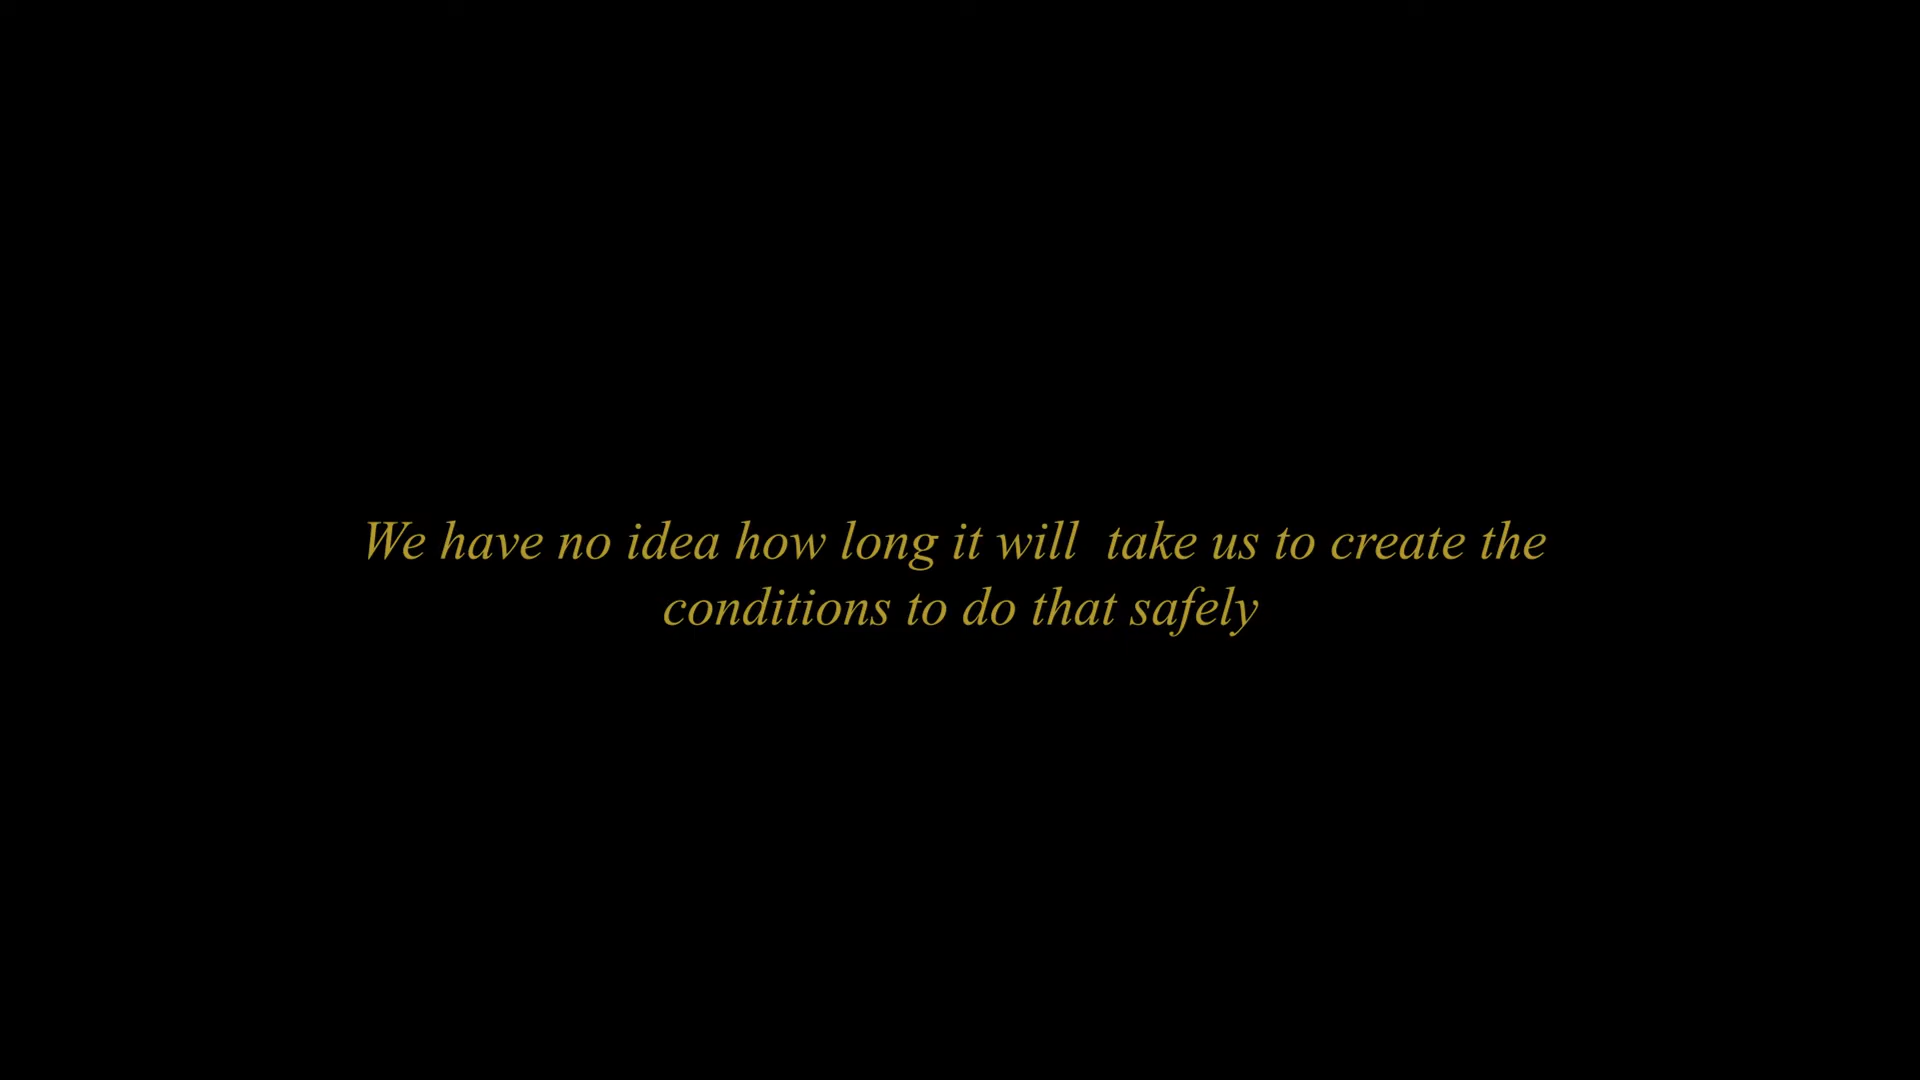 We have no idea how long it will  take us to create the
conditions to do that safely